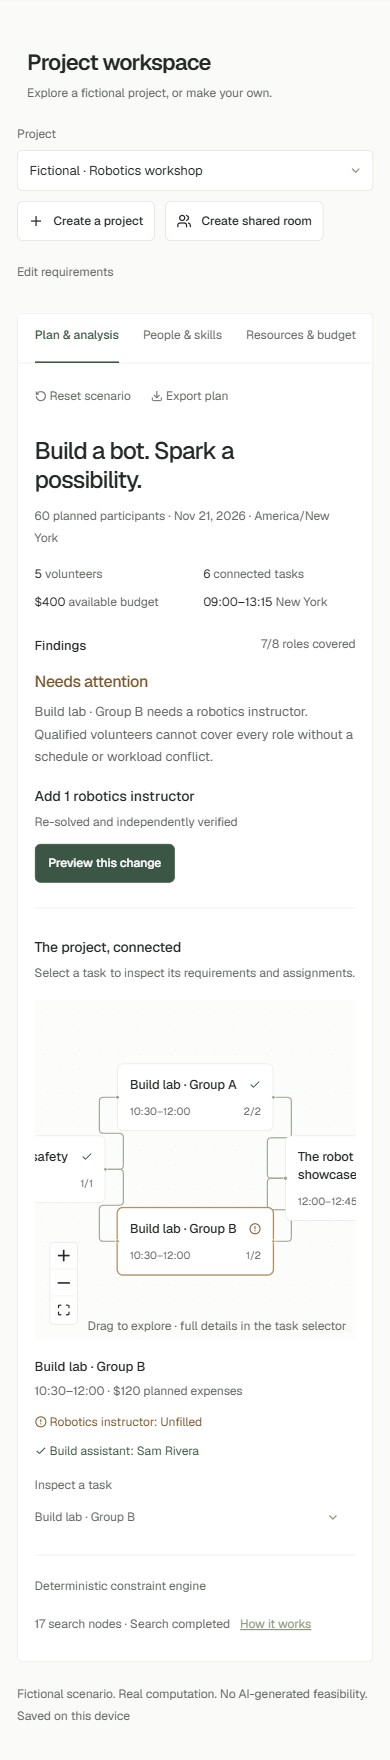 Project workspace
Explore a fictional project, or make your own.
Project
Fictional · Robotics workshop
Create a project
Create shared room
Edit requirements
Plan & analysis
People & skills
Resources & budget
Reset scenario
Export plan
Build a bot. Spark a
possibility.
60 planned participants · Nov 21, 2026 · America/New
York
5 volunteers
6 connected tasks
$400 available budget
09:00–13:15 New York
Findings
7/8 roles covered
Needs attention
Build lab · Group B needs a robotics instructor.
Qualified volunteers cannot cover every role without a
schedule or workload conflict.
Add 1 robotics instructor
Re-solved and independently verified
Preview this change
The project, connected
Select a task to inspect its requirements and assignments.
Build lab · Group A
10:30–12:00
2/2
safety
1/1
The robot
showcase
12:00–12:45
Build lab · Group B
10:30–12:00
1/2
Drag to explore · full details in the task selector
Build lab · Group B
10:30–12:00 · $120 planned expenses
Robotics instructor: Unfilled
Build assistant: Sam Rivera
Inspect a task
Build lab · Group B
Deterministic constraint engine
17 search nodes · Search completed
How it works
Fictional scenario. Real computation. No AI-generated feasibility.
Saved on this device